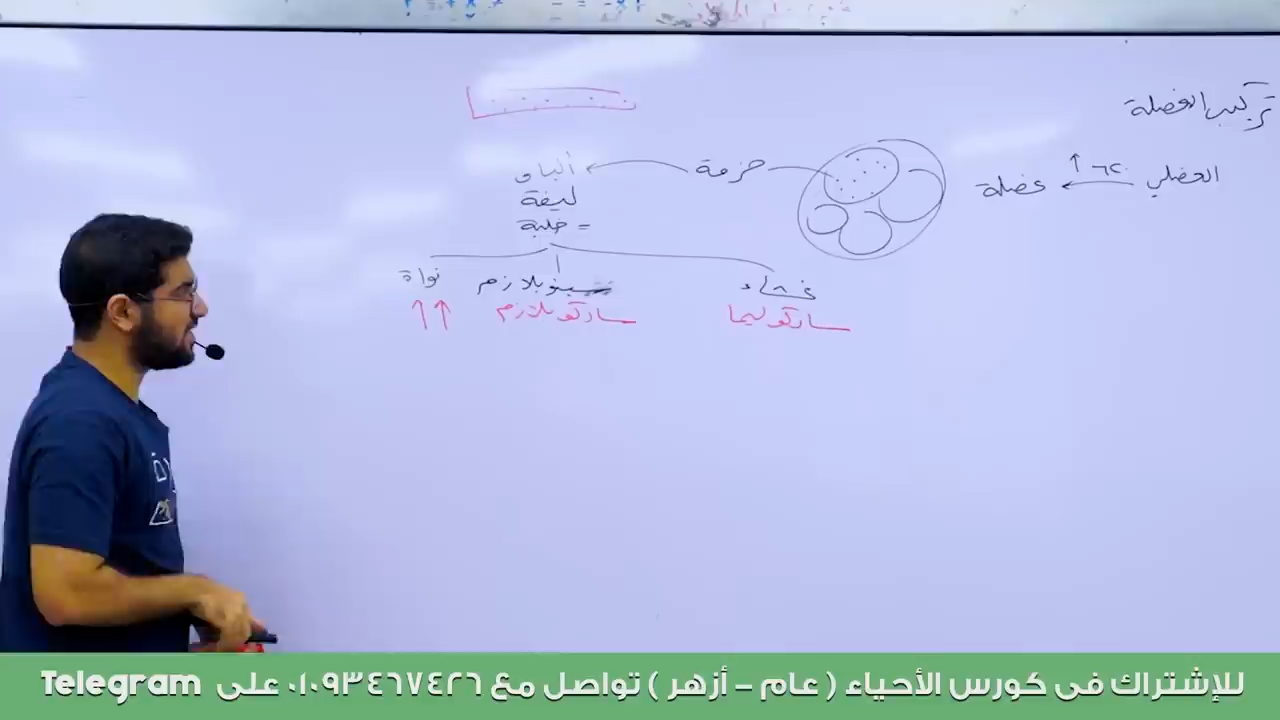 تركيب العضلة
العضلي ← ٦٢٠ ↑ عضلة
حزمة
ألياف
ليفة
= خلية
غشاء
سيتوبلازم
نواة
ساركوليما
ساركوبلازم
↑↑
للإشتراك فى كورس الأحياء ( عام - أزهر ) تواصل مع ٠١٠٩٣٤٦٧٤٢٦ على Telegram